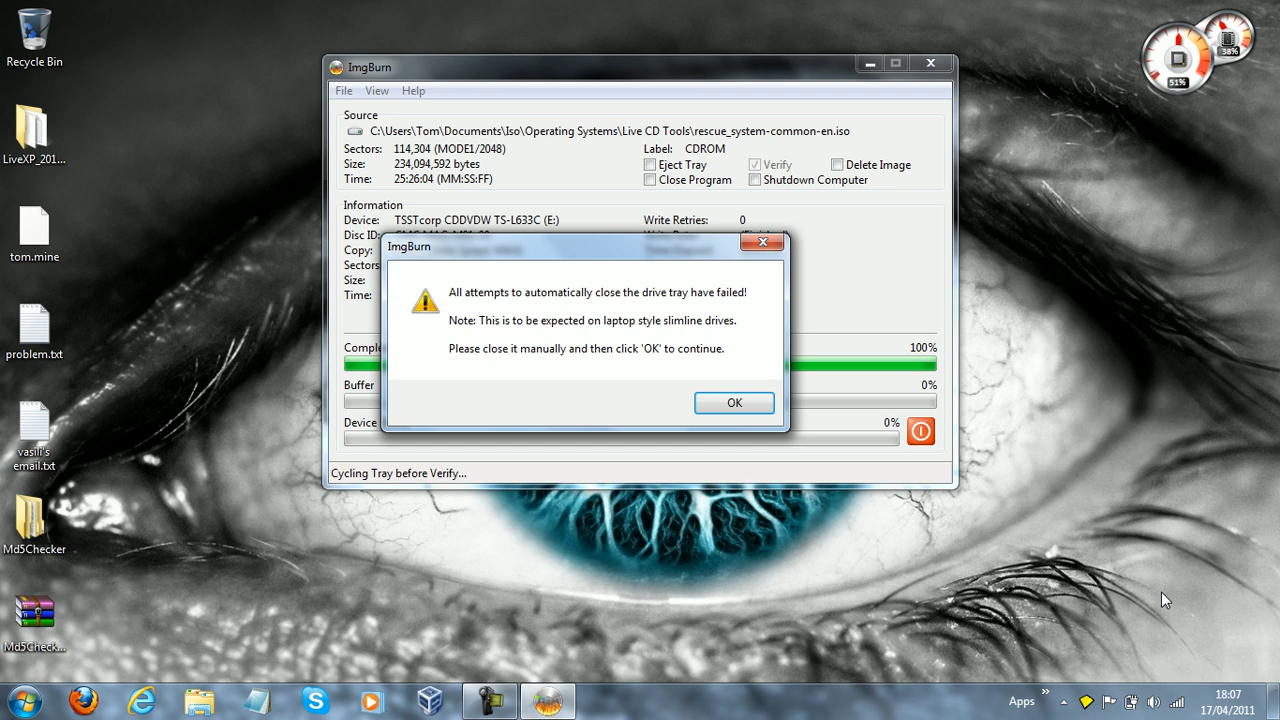 Recycle Bin
LiveXP_201...
tom.mine
problem.txt
vasili's
email.txt
Md5Checker
Md5Check...
51%
38%
ImgBurn
File View Help
Source
C:\Users\Tom\Documents\Iso\Operating Systems\Live CD Tools\rescue_system-common-en.iso
Sectors: 114,304 (MODE1/2048) Label: CDROM
Size: 234,094,592 bytes Eject Tray Verify Delete Image
Time: 25:26:04 (MM:SS:FF) Close Program Shutdown Computer
Information
Device: TSSTcorp CDDVDW TS-L633C (E:) Write Retries: 0
Disc ID:
Copy:
Sectors
Size:
Time:
ImgBurn
All attempts to automatically close the drive tray have failed!
Note: This is to be expected on laptop style slimline drives.
Please close it manually and then click 'OK' to continue.
OK
Comple 100%
Buffer 0%
Device 0%
Cycling Tray before Verify...
Apps
18:07
17/04/2011